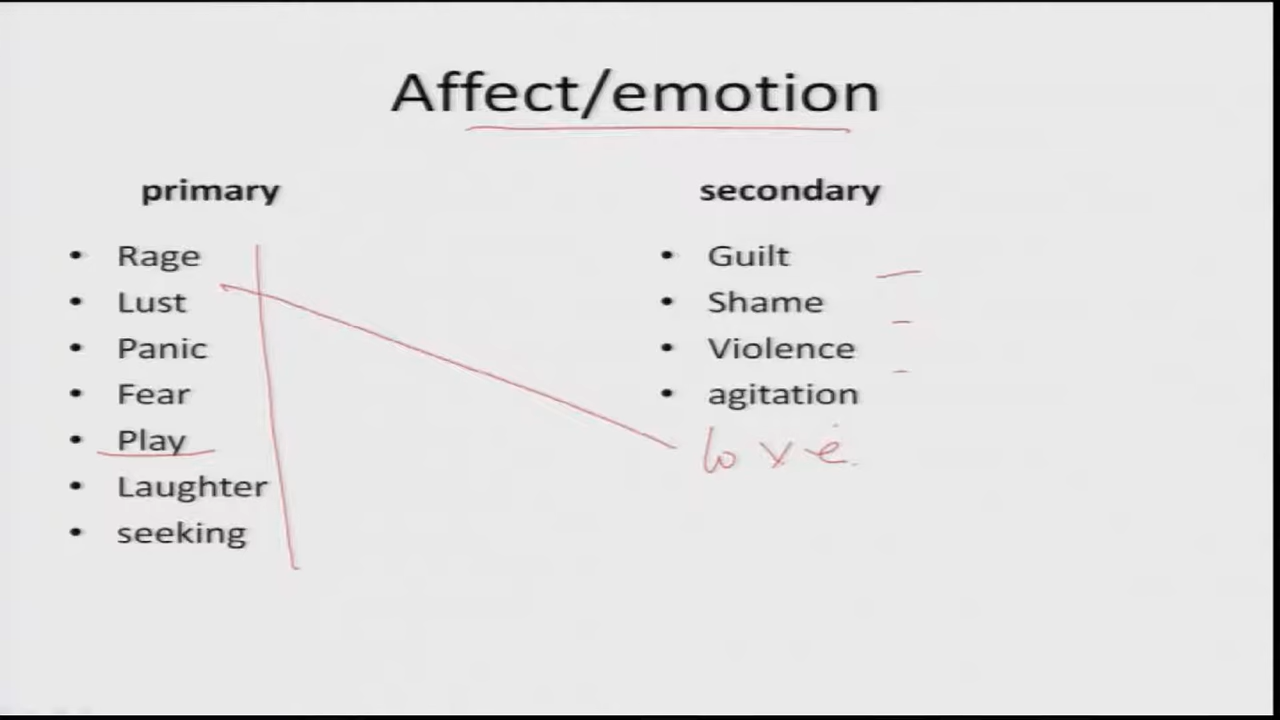 Affect/emotion
primary
• Rage
• Lust
• Panic
• Fear
• Play
• Laughter
• seeking
secondary
• Guilt
• Shame
• Violence
• agitation
love